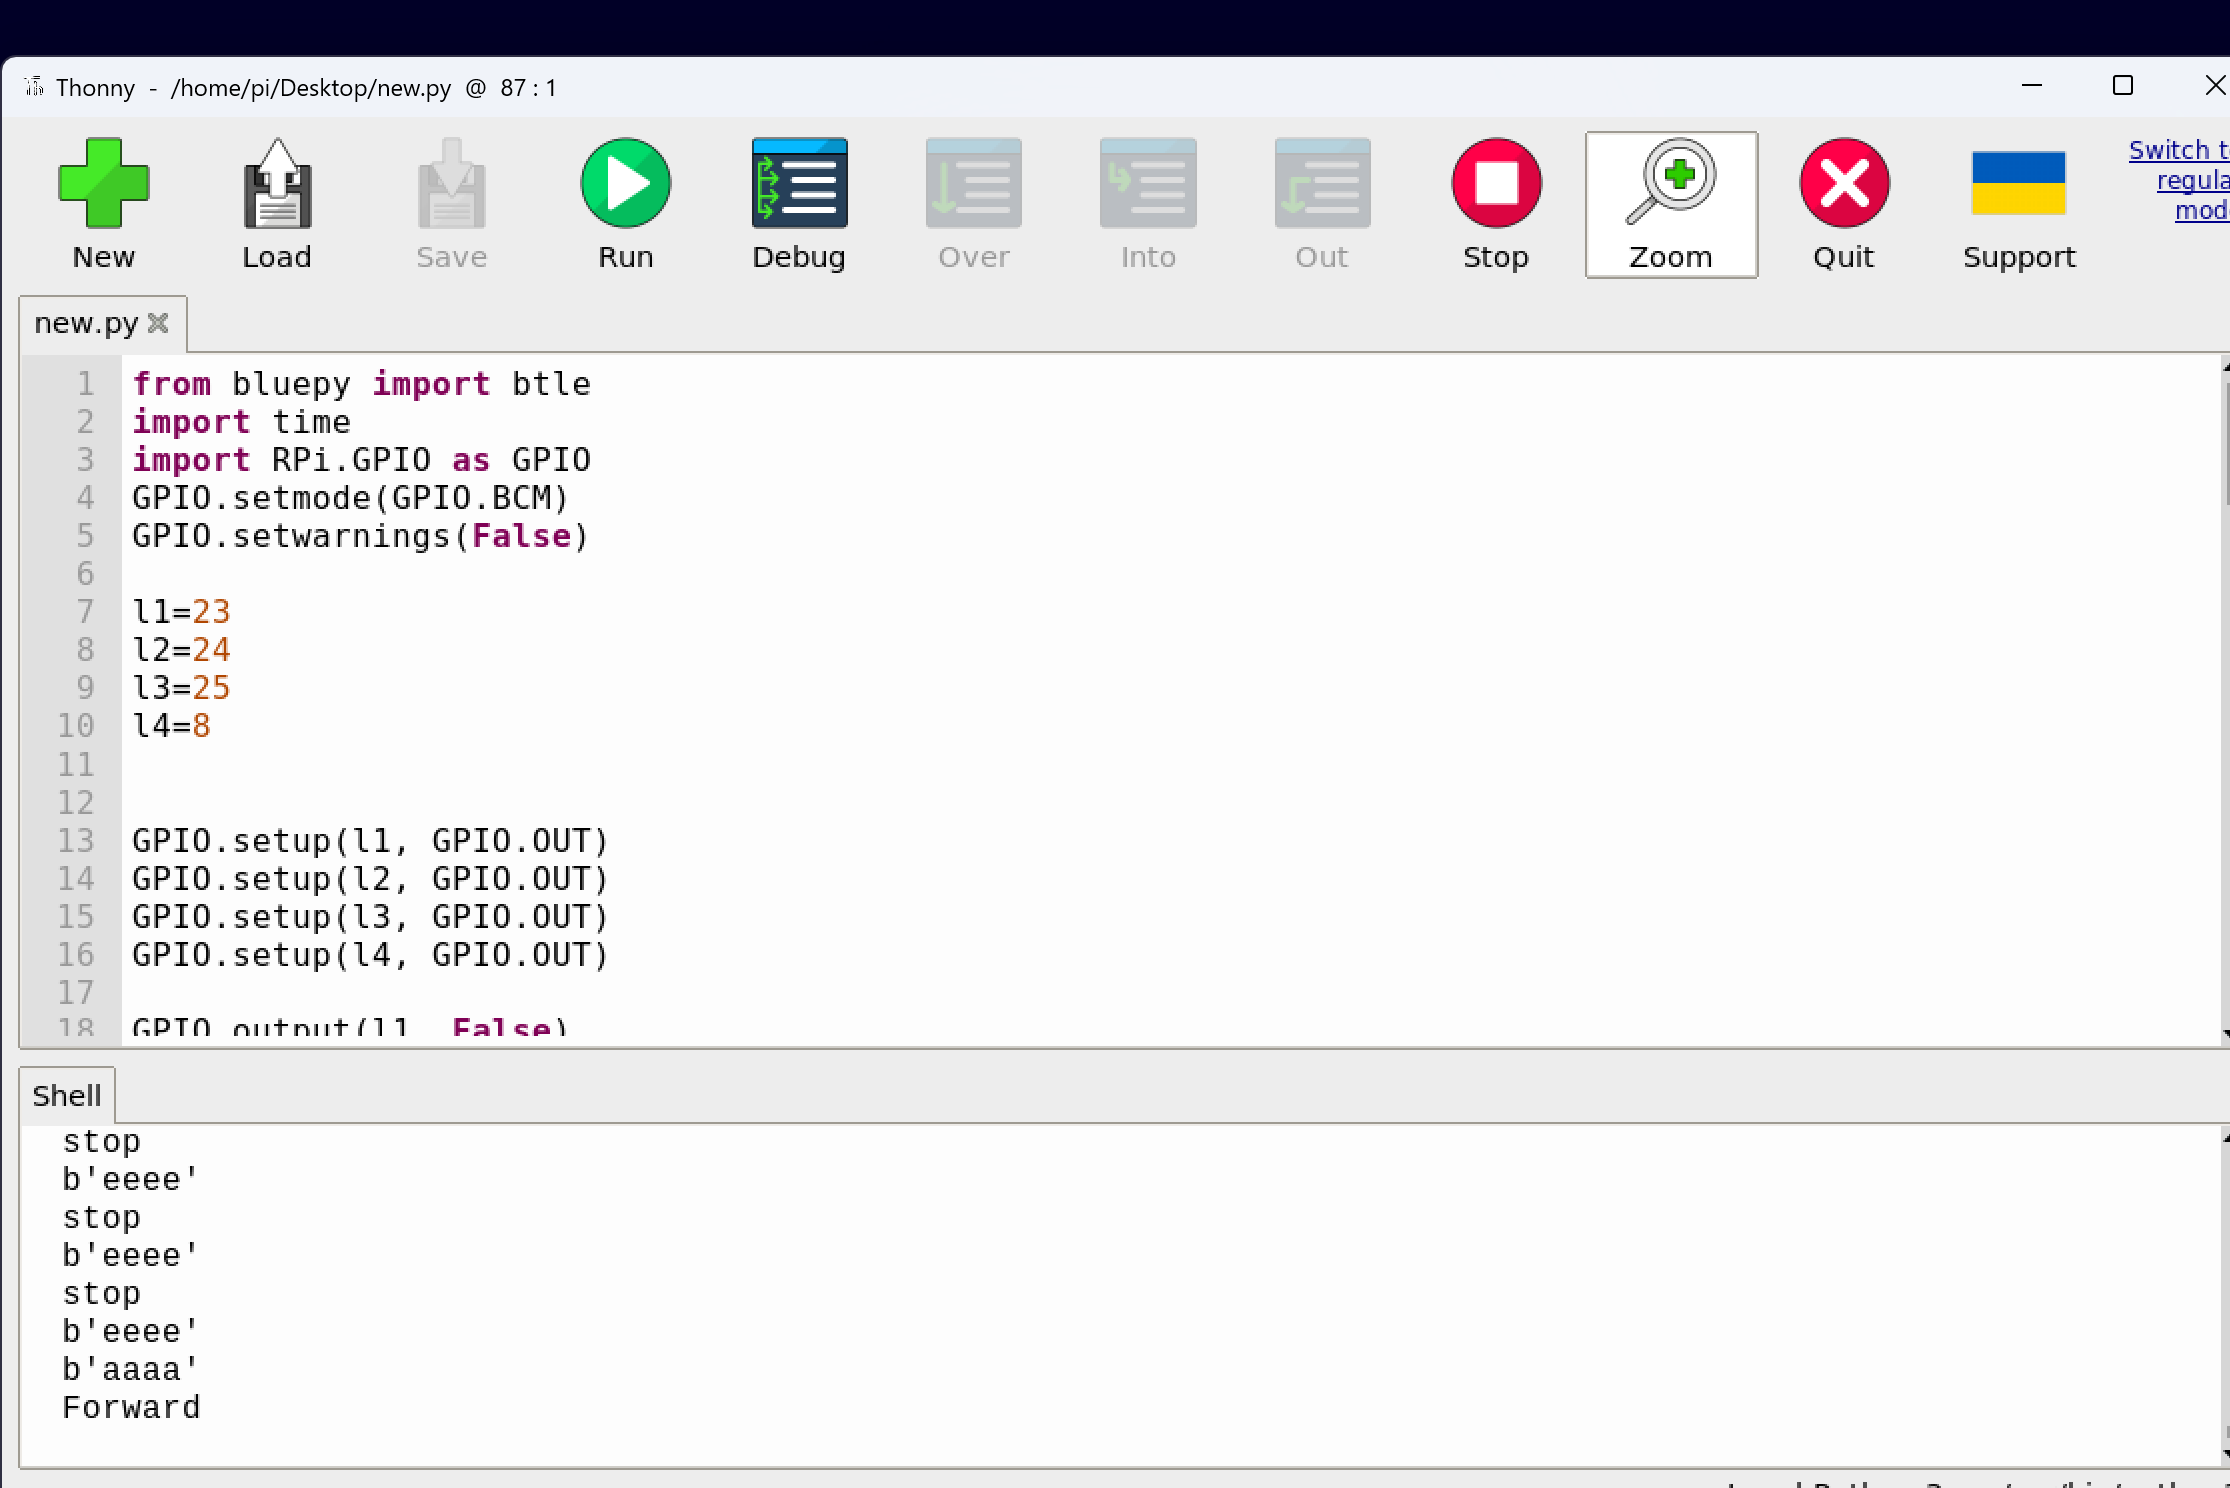 Thonny - /home/pi/Desktop/new.py @ 87 : 1
New
Load
Save
Run
Debug
Over
Into
Out
Stop
Zoom
Quit
Support
Switch
mod
new.py
1 from bluepy import btle
2 import time
3 import RPi.GPIO as GPIO
4 GPIO.setmode(GPIO.BCM)
5 GPIO.setwarnings(False)
6
7 l1=23
8 l2=24
9 l3=25
10 l4=8
11
12
13 GPIO.setup(l1, GPIO.OUT)
14 GPIO.setup(l2, GPIO.OUT)
15 GPIO.setup(l3, GPIO.OUT)
16 GPIO.setup(l4, GPIO.OUT)
17
18 GPIO.output(l1, False)
Shell
stop
b'eeee'
stop
b'eeee'
stop
b'eeee'
b'aaaa'
Forward